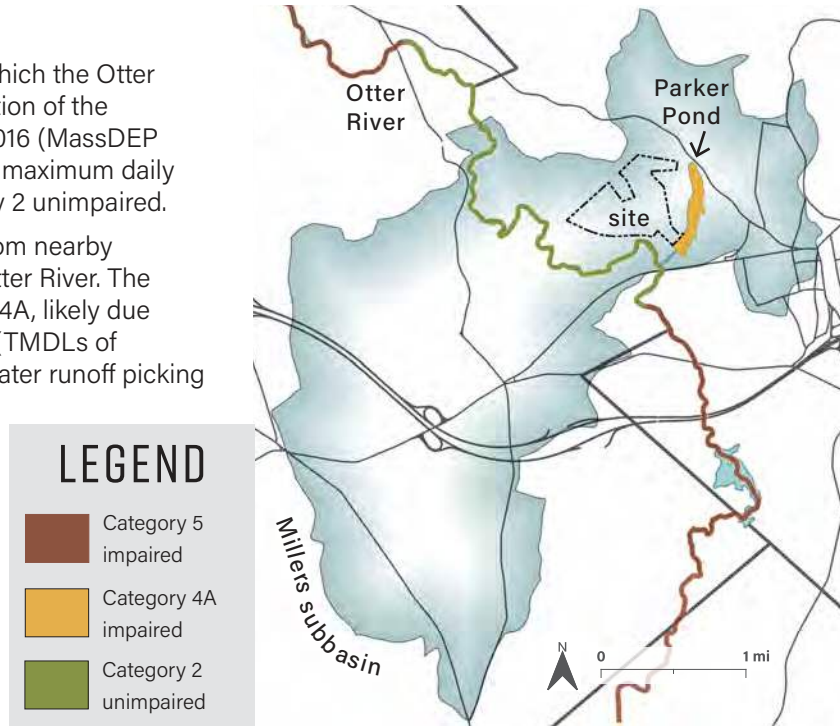 hich the Otter
tion of the
016 (MassDEP
maximum daily
y 2 unimpaired.
om nearby
tter River. The
4A, likely due
(TMDLs of
ater runoff picking
LEGEND
Category 5
impaired
Category 4A
impaired
Category 2
unimpaired
Otter
River
Parker
Pond
site
Millers subbasin
N
0 1 mi